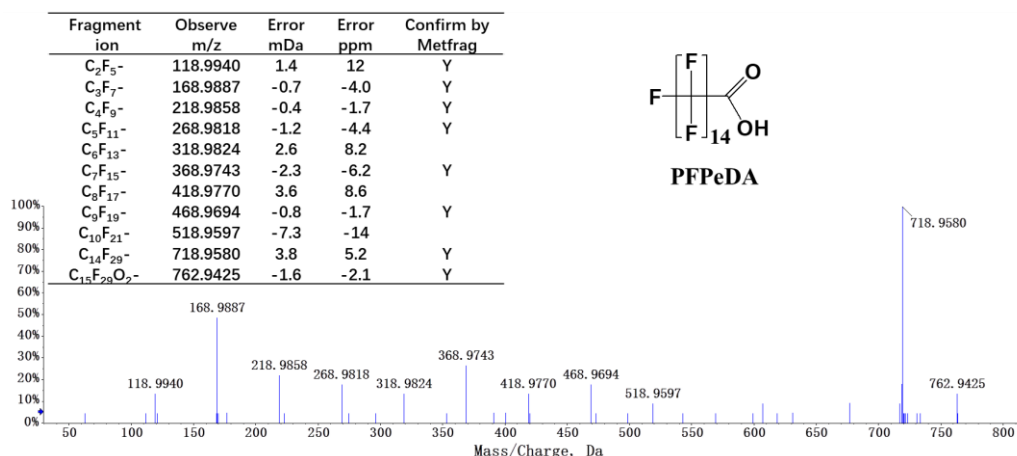 Fragment ion Observe m/z Error mDa Error ppm Confirm by Metfrag
C₂F₅- 118.9940 1.4 12 Y
C₃F₇- 168.9887 -0.7 -4.0 Y
C₄F₉- 218.9858 -0.4 -1.7 Y
C₅F₁₁- 268.9818 -1.2 -4.4 Y
C₆F₁₃- 318.9824 2.6 8.2
C₇F₁₅- 368.9743 -2.3 -6.2 Y
C₈F₁₇- 418.9770 3.6 8.6
C₉F₁₉- 468.9694 -0.8 -1.7 Y
C₁₀F₂₁- 518.9597 -7.3 -14
C₁₄F₂₉- 718.9580 3.8 5.2 Y
C₁₅F₂₉O₂- 762.9425 -1.6 -2.1 Y
F
O
F
F
OH
14
PFPeDA
100%
90%
80%
70%
60%
50%
40%
30%
20%
10%
0%
718.9580
168.9887
368.9743
218.9858
268.9818
468.9694
118.9940
318.9824
418.9770
762.9425
518.9597
50 100 150 200 250 300 350 400 450 500 550 600 650 700 750 800
Mass/Charge, Da